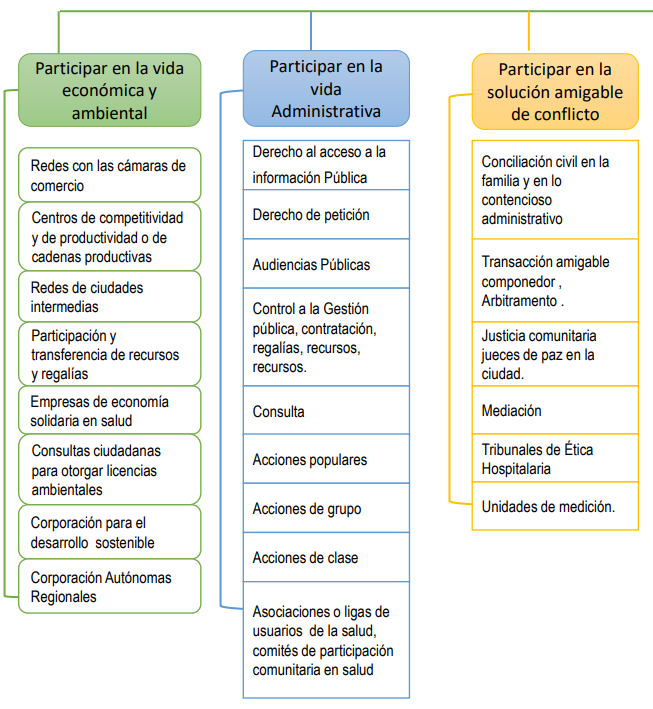 Participar en la vida
económica y
ambiental
Redes con las cámaras de
comercio
Centros de competitividad
y de productividad o de
cadenas productivas
Redes de ciudades
intermedias
Participación y
transferencia de recursos
y regalías
Empresas de economía
solidaria en salud
Consultas ciudadanas
para otorgar licencias
ambientales
Corporación para el
desarrollo sostenible
Corporación Autónomas
Regionales
Participar en la
vida
Administrativa
Derecho al acceso a la
información Pública
Derecho de petición
Audiencias Públicas
Control a la Gestión
pública, contratación,
regalías, recursos,
recursos.
Consulta
Acciones populares
Acciones de grupo
Acciones de clase
Asociaciones o ligas de
usuarios de la salud,
comités de participación
comunitaria en salud
Participar en la
solución amigable
de conflicto
Conciliación civil en la
familia y en lo
contencioso
administrativo
Transacción amigable
componedor ,
Arbitramento .
Justicia comunitaria
jueces de paz en la
ciudad.
Mediación
Tribunales de Ética
Hospitalaria
Unidades de medición.